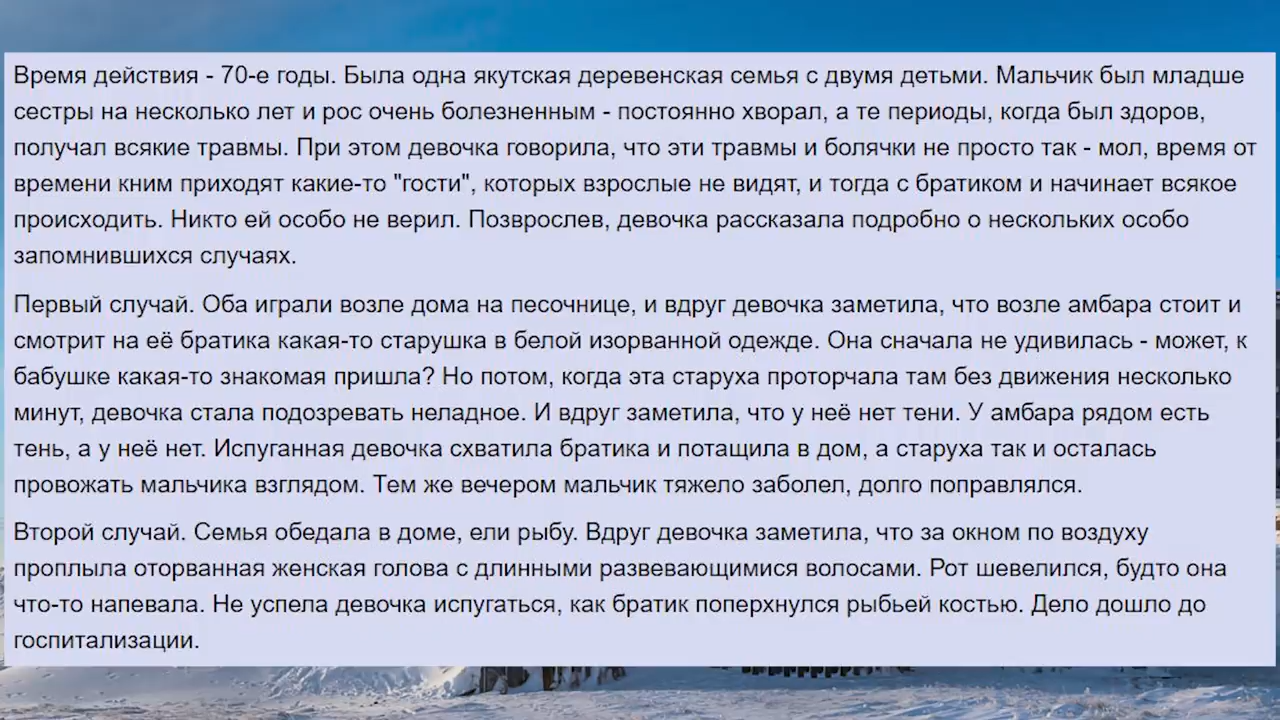 Время действия - 70-е годы. Была одна якутская деревенская семья с двумя детьми. Мальчик был младше
сестры на несколько лет и рос очень болезненным - постоянно хворал, а те периоды, когда был здоров,
получал всякие травмы. При этом девочка говорила, что эти травмы и болячки не просто так - мол, время от
времени кним приходят какие-то "гости", которых взрослые не видят, и тогда с братиком и начинает всякое
происходить. Никто ей особо не верил. Позврослев, девочка рассказала подробно о нескольких особо
запомнившихся случаях.
Первый случай. Оба играли возле дома на песочнице, и вдруг девочка заметила, что возле амбара стоит и
смотрит на её братика какая-то старушка в белой изорванной одежде. Она сначала не удивилась - может, к
бабушке какая-то знакомая пришла? Но потом, когда эта старуха проторчала там без движения несколько
минут, девочка стала подозревать неладное. И вдруг заметила, что у неё нет тени. У амбара рядом есть
тень, а у неё нет. Испуганная девочка схватила братика и потащила в дом, а старуха так и осталась
провожать мальчика взглядом. Тем же вечером мальчик тяжело заболел, долго поправлялся.
Второй случай. Семья обедала в доме, ели рыбу. Вдруг девочка заметила, что за окном по воздуху
проплыла оторванная женская голова с длинными развевающимися волосами. Рот шевелился, будто она
что-то напевала. Не успела девочка испугаться, как братик поперхнулся рыбьей костью. Дело дошло до
госпитализации.